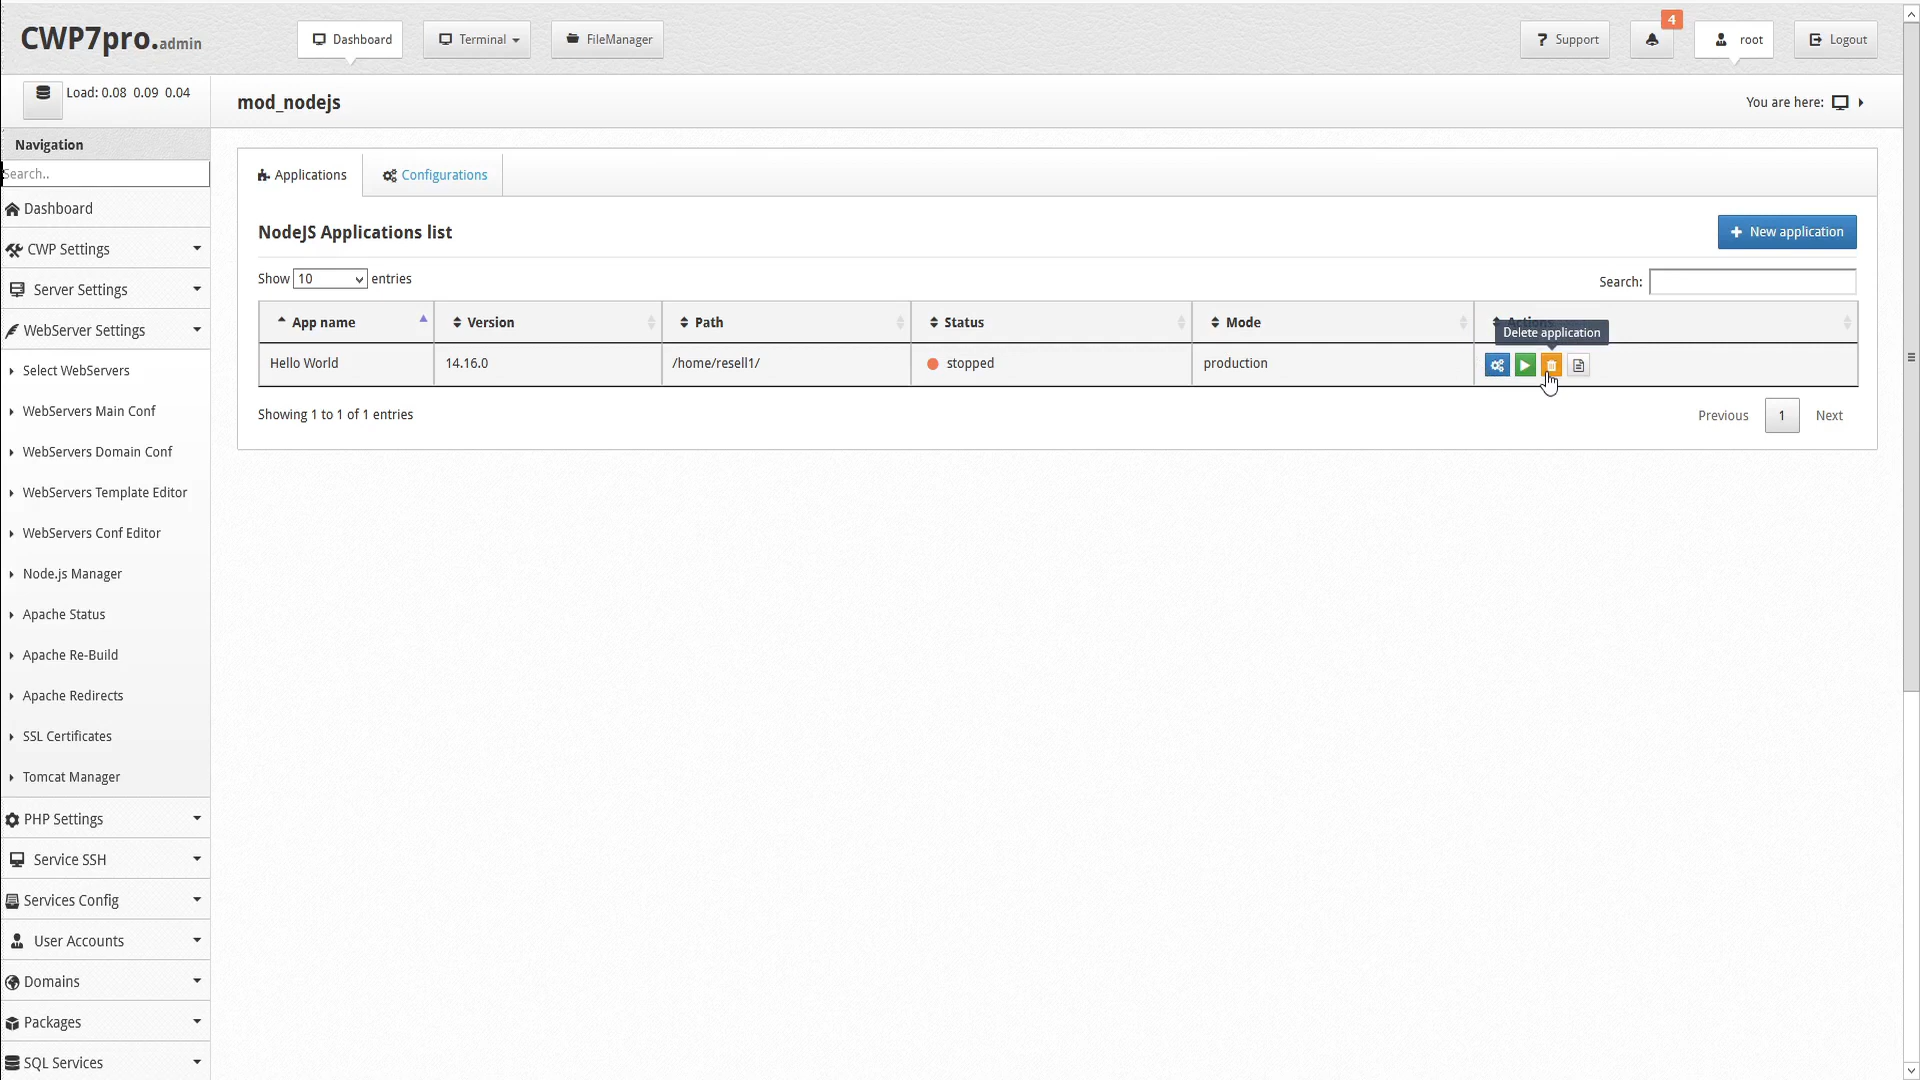 CWP7pro.admin
Dashboard
Terminal
FileManager
Support
4
root
Logout
Load: 0.08 0.09 0.04
mod_nodejs
You are here:
Navigation
Search..
Dashboard
CWP Settings
Server Settings
WebServer Settings
Select WebServers
WebServers Main Conf
WebServers Domain Conf
WebServers Template Editor
WebServers Conf Editor
Node.js Manager
Apache Status
Apache Re-Build
Apache Redirects
SSL Certificates
Tomcat Manager
PHP Settings
Service SSH
Services Config
User Accounts
Domains
Packages
SQL Services
Applications
Configurations
NodeJS Applications list
New application
Show 10 entries
Search:
App name Version Path Status Mode Actions
Delete application
Hello World 14.16.0 /home/resell1/ stopped production
Showing 1 to 1 of 1 entries
Previous 1 Next